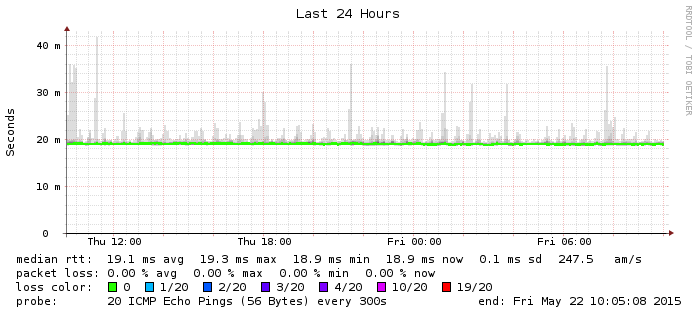 Last 24 Hours
RRDTOOL / TOBI OETIKER
Seconds
40 m
30 m
20 m
10 m
0
Thu 12:00 Thu 18:00 Fri 00:00 Fri 06:00
median rtt: 19.1 ms avg 19.3 ms max 18.9 ms min 18.9 ms now 0.1 ms sd 247.5 am/s
packet loss: 0.00 % avg 0.00 % max 0.00 % min 0.00 % now
loss color: 0 1/20 2/20 3/20 4/20 10/20 19/20
probe: 20 ICMP Echo Pings (56 Bytes) every 300s end: Fri May 22 10:05:08 2015